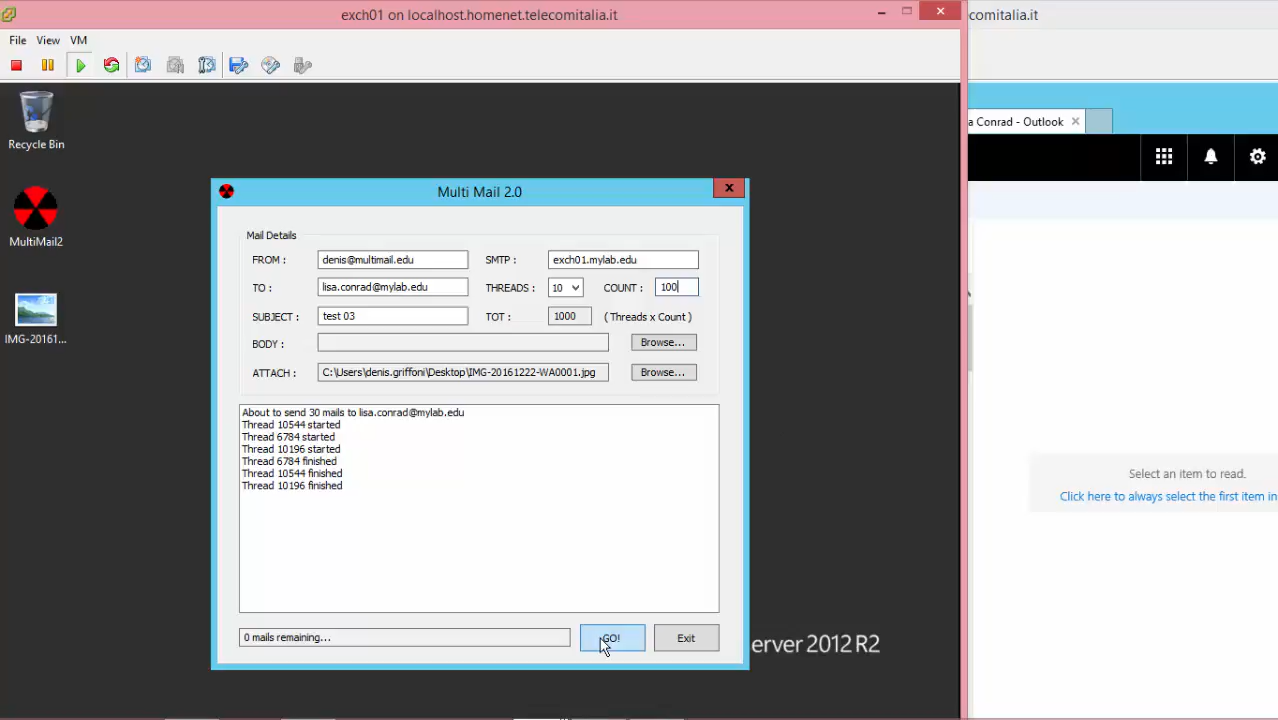 exch01 on localhost.homenet.telecomitalia.it
comitalia.it
File View VM
Recycle Bin
a Conrad - Outlook
Multi Mail 2.0
MultiMail2
Mail Details
FROM : denis@multimail.edu SMTP : exch01.mylab.edu
TO : lisa.conrad@mylab.edu THREADS : 10 COUNT : 100
SUBJECT : test 03 TOT : 1000 ( Threads x Count )
IMG-20161...
BODY : Browse...
ATTACH : C:\Users\denis.griffoni\Desktop\IMG-20161222-WA0001.jpg Browse...
About to send 30 mails to lisa.conrad@mylab.edu
Thread 10544 started
Thread 6784 started
Thread 10196 started
Thread 6784 finished
Thread 10544 finished
Thread 10196 finished
Select an item to read.
Click here to always select the first item in
0 mails remaining... GO! Exit
erver 2012 R2